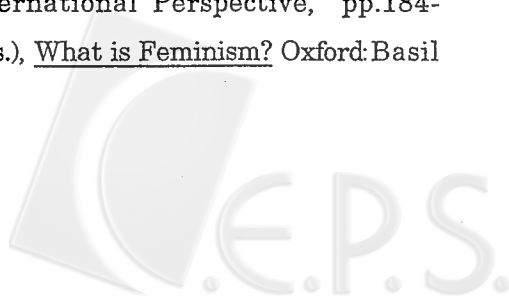 ernational Perspective, pp.184-
s.), What is Feminism? Oxford:Basil
C.E.P.S.